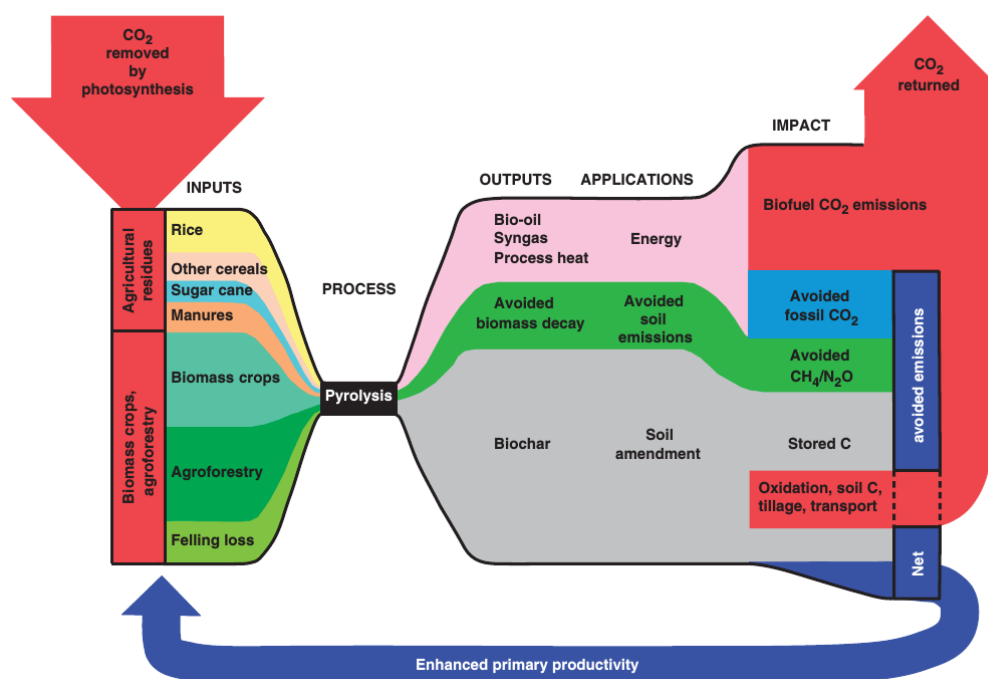 CO2
removed
by
photosynthesis
CO2
returned
INPUTS
PROCESS
OUTPUTS
APPLICATIONS
IMPACT
Agricultural
residues
Biomass crops,
agroforestry
Rice
Other cereals
Sugar cane
Manures
Biomass crops
Agroforestry
Felling loss
Pyrolysis
Bio-oil
Syngas
Process heat
Energy
Biofuel CO2 emissions
Avoided
biomass decay
Avoided
soil
emissions
Avoided
fossil CO2
Avoided
CH4/N2O
Biochar
Soil
amendment
Stored C
Oxidation, soil C,
tillage, transport
avoided emissions
Net
Enhanced primary productivity